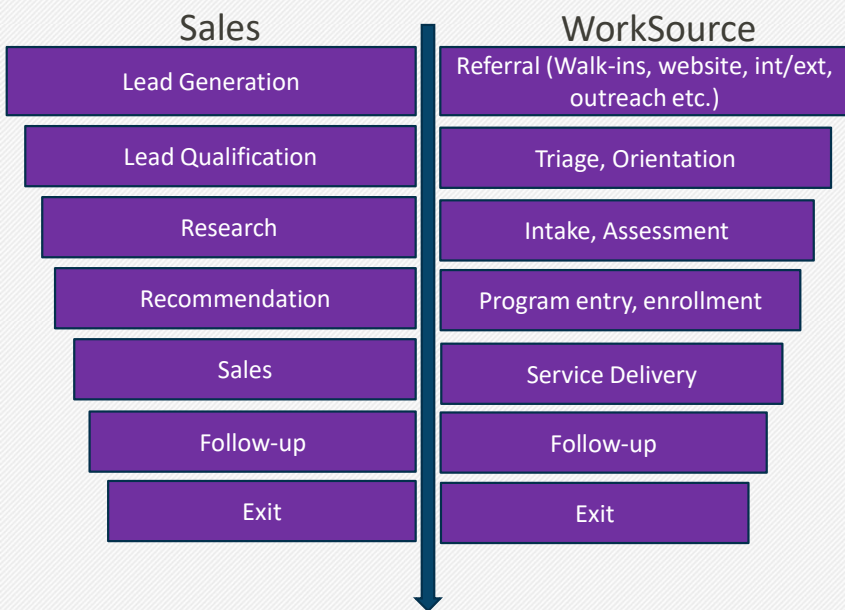 Sales
WorkSource
Lead Generation
Referral (Walk-ins, website, int/ext,
outreach etc.)
Lead Qualification
Triage, Orientation
Research
Intake, Assessment
Recommendation
Program entry, enrollment
Sales
Service Delivery
Follow-up
Follow-up
Exit
Exit